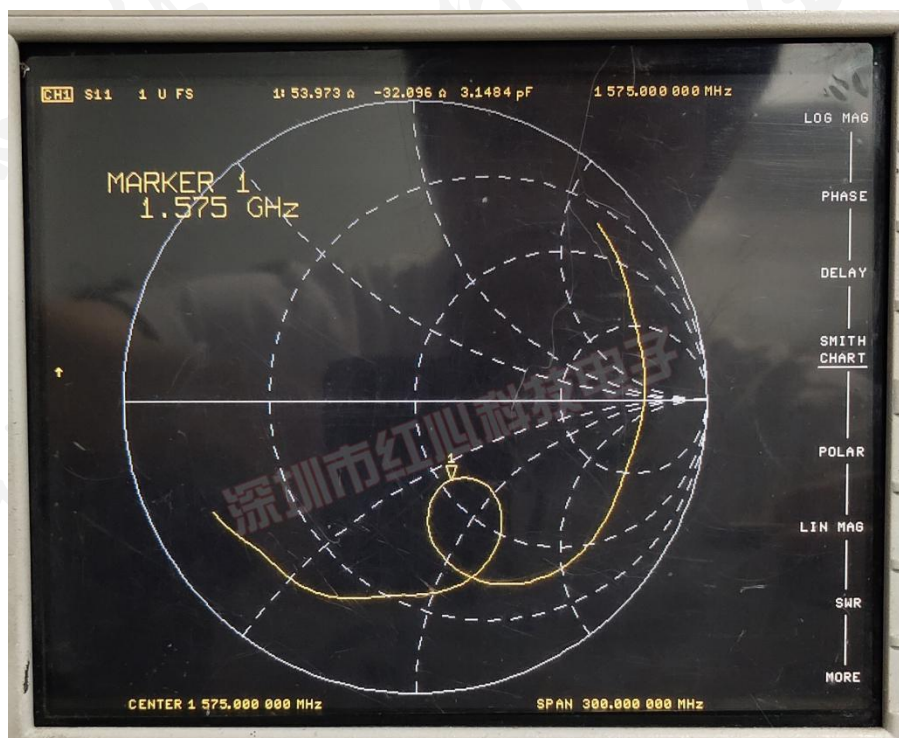 CH1 S11 1 U FS 1: 53.973 Ω -32.096 Ω 3.1484 pF 1 575.000 000 MHz
LOG MAG
MARKER 1
1.575 GHz
PHASE
DELAY
SMITH
CHART
POLAR
1
深圳市红心科技电子
LIN MAG
SWR
MORE
CENTER 1 575.000 000 MHz SPAN 300.000 000 MHz